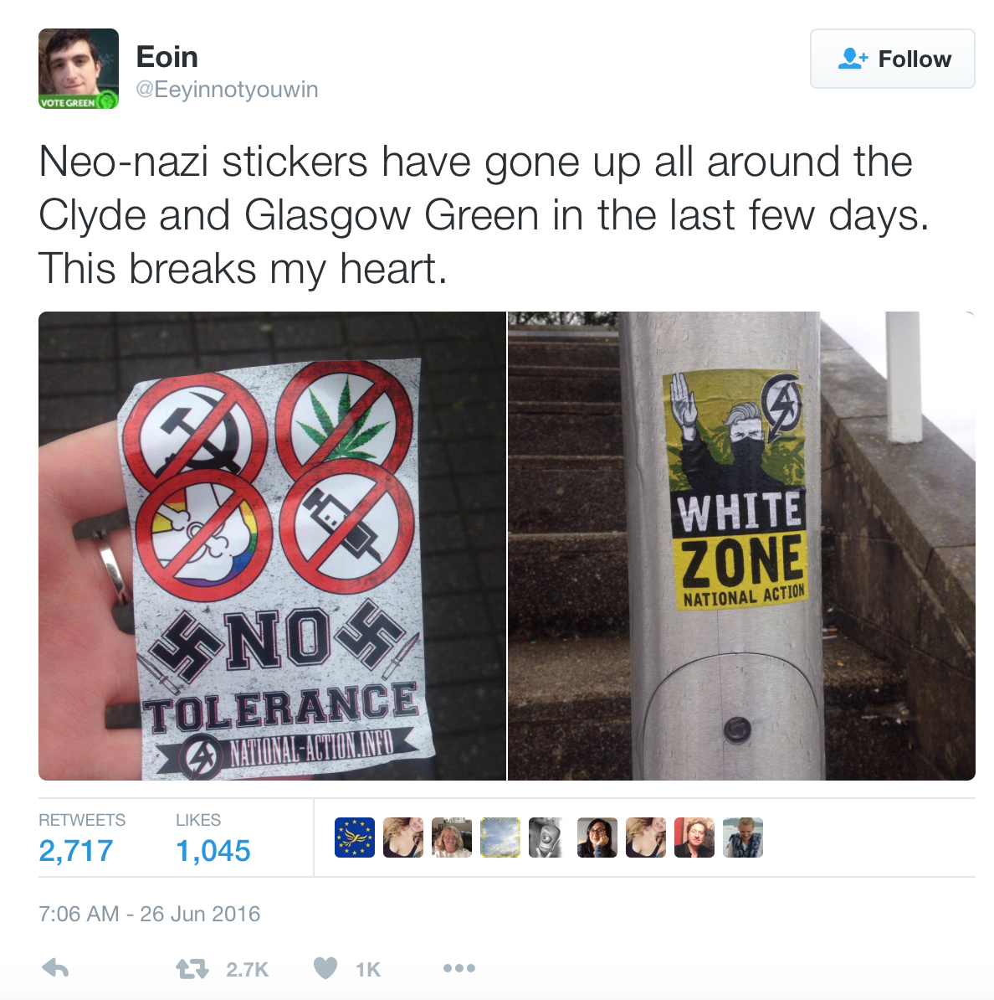 VOTE GREEN
Eoin
@Eeyinnotyouwin
Follow
Neo-nazi stickers have gone up all around the
Clyde and Glasgow Green in the last few days.
This breaks my heart.
NO
TOLERANCE
NATIONAL-ACTION.INFO
WHITE
ZONE
NATIONAL ACTION
RETWEETS
2,717
LIKES
1,045
7:06 AM - 26 Jun 2016
2.7K
1K